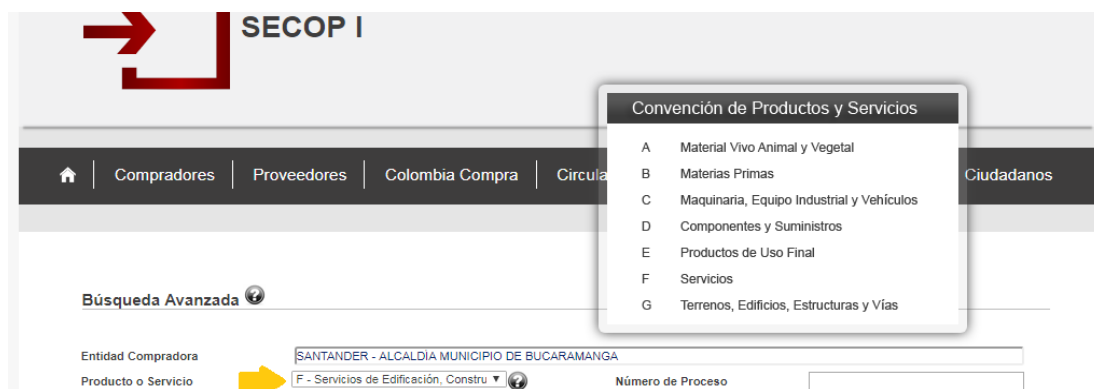 SECOP I
Convención de Productos y Servicios
A Material Vivo Animal y Vegetal
B Materias Primas
C Maquinaria, Equipo Industrial y Vehículos
D Componentes y Suministros
E Productos de Uso Final
F Servicios
G Terrenos, Edificios, Estructuras y Vías
Compradores Proveedores Colombia Compra Circula Ciudadanos
Búsqueda Avanzada ?
Entidad Compradora SANTANDER - ALCALDÍA MUNICIPIO DE BUCARAMANGA
Producto o Servicio F - Servicios de Edificación, Constru ? Número de Proceso